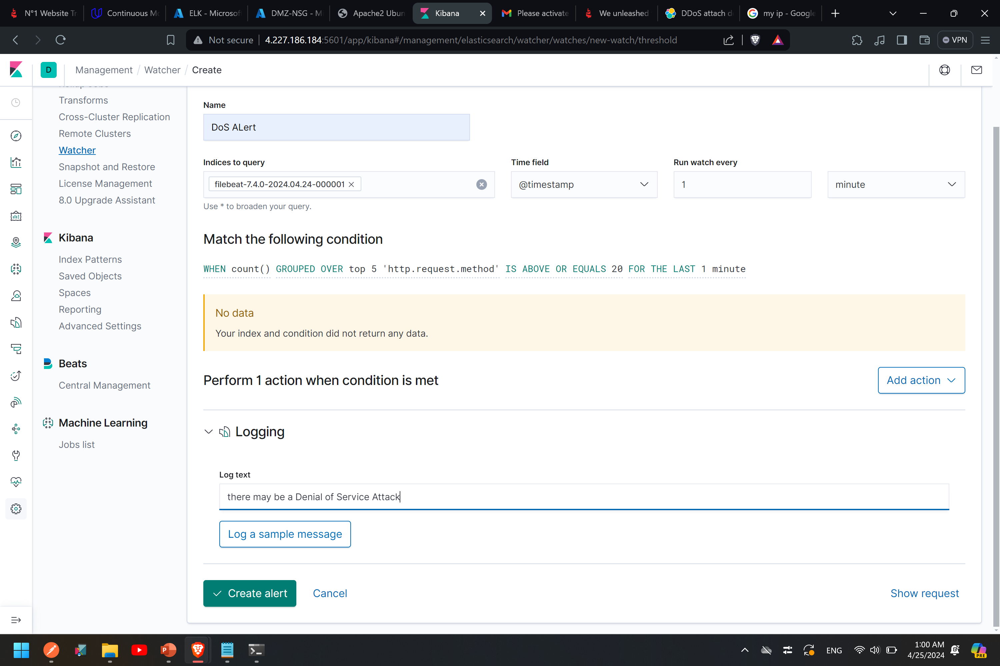 N°1 Website Tr
Continuous Mo
ELK - Microsof
DMZ-NSG - Mi
Apache2 Ubun
Kibana
Please activate
We unleashed
DDoS attach d
my ip - Google
Not secure
4.227.186.184:5601/app/kibana#/management/elasticsearch/watcher/watches/new-watch/threshold
VPN
D
Management / Watcher / Create
Transforms
Cross-Cluster Replication
Remote Clusters
Watcher
Snapshot and Restore
License Management
8.0 Upgrade Assistant
Kibana
Index Patterns
Saved Objects
Spaces
Reporting
Advanced Settings
Beats
Central Management
Machine Learning
Jobs list
Name
DoS ALert
Indices to query
filebeat-7.4.0-2024.04.24-000001
Use * to broaden your query.
Time field
@timestamp
Run watch every
1
minute
Match the following condition
WHEN count() GROUPED OVER top 5 'http.request.method' IS ABOVE OR EQUALS 20 FOR THE LAST 1 minute
No data
Your index and condition did not return any data.
Perform 1 action when condition is met
Add action
Logging
Log text
there may be a Denial of Service Attack
Log a sample message
Create alert
Cancel
Show request
ENG
1:00 AM
4/25/2024
PRE